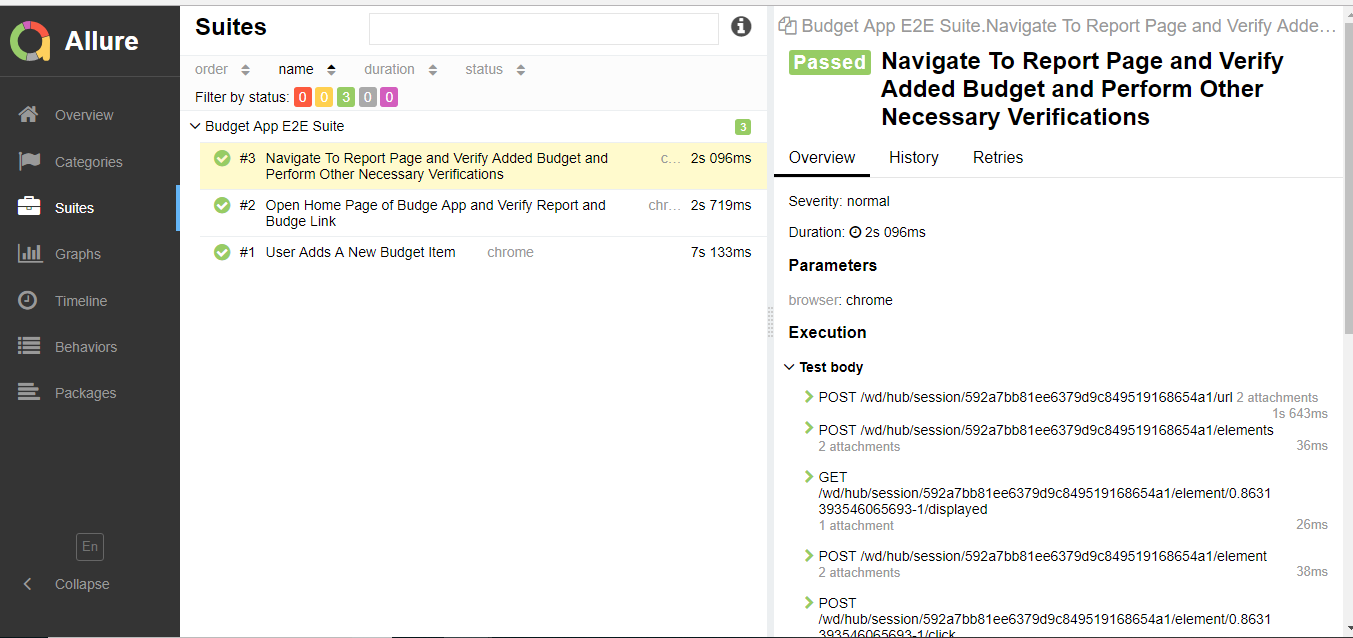 Allure
Overview
Categories
Suites
Graphs
Timeline
Behaviors
Packages
En
Collapse
Suites
order name duration status
Filter by status: 0 0 3 0 0
Budget App E2E Suite 3
#3 Navigate To Report Page and Verify Added Budget and c... 2s 096ms
Perform Other Necessary Verifications
#2 Open Home Page of Budge App and Verify Report and chr... 2s 719ms
Budge Link
#1 User Adds A New Budget Item chrome 7s 133ms
Budget App E2E Suite.Navigate To Report Page and Verify Adde...
Passed Navigate To Report Page and Verify
Added Budget and Perform Other
Necessary Verifications
Overview History Retries
Severity: normal
Duration: 2s 096ms
Parameters
browser: chrome
Execution
Test body
POST /wd/hub/session/592a7bb81ee6379d9c849519168654a1/url 2 attachments
1s 643ms
POST /wd/hub/session/592a7bb81ee6379d9c849519168654a1/elements
2 attachments 36ms
GET
/wd/hub/session/592a7bb81ee6379d9c849519168654a1/element/0.8631
393546065693-1/displayed
1 attachment 26ms
POST /wd/hub/session/592a7bb81ee6379d9c849519168654a1/element
2 attachments 38ms
POST
/wd/hub/session/592a7bb81ee6379d9c849519168654a1/element/0.8631
393546065693-1/click